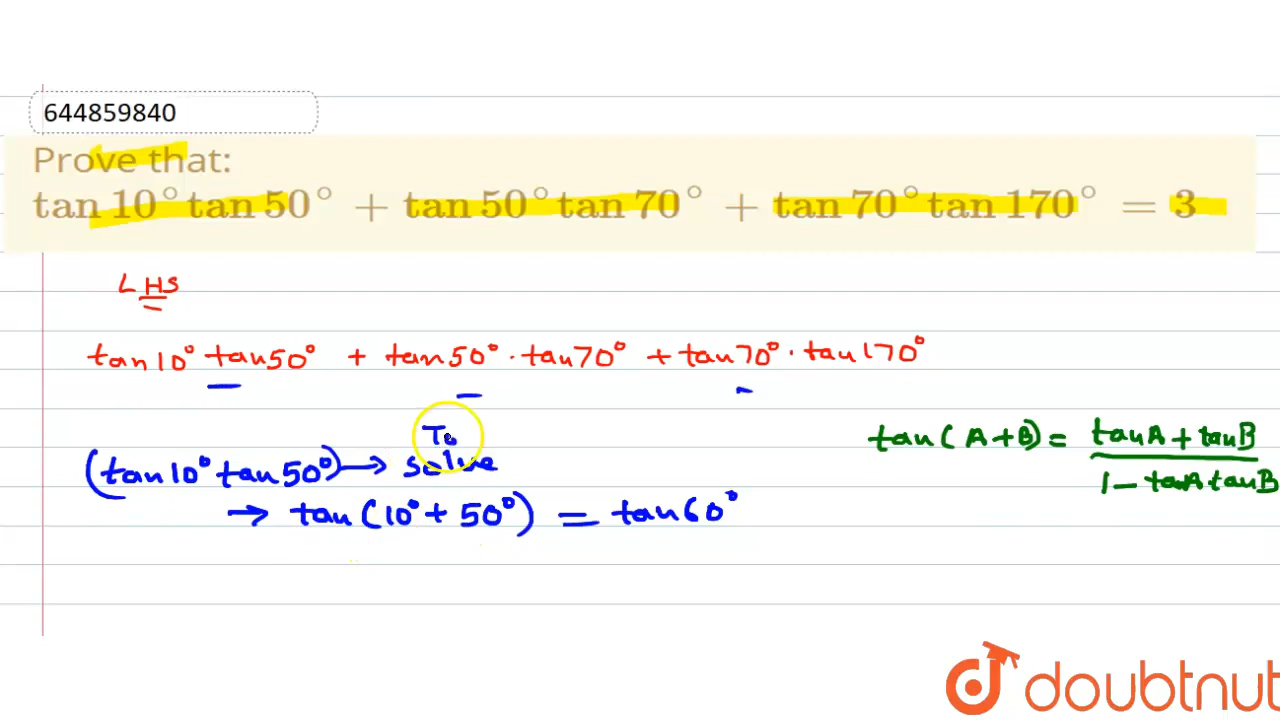 644859840
Prove that:
tan 10° tan 50° + tan 50° tan 70° + tan 70° tan 170° = 3
LHS
tan10° tan50° + tan50° · tan70° + tan70° · tan170°
tan(A+B) = tanA + tanB
1 - tanA tanB
To
(tan10° tan50°) → solve
→ tan(10° + 50°) = tan60°
doubtnut